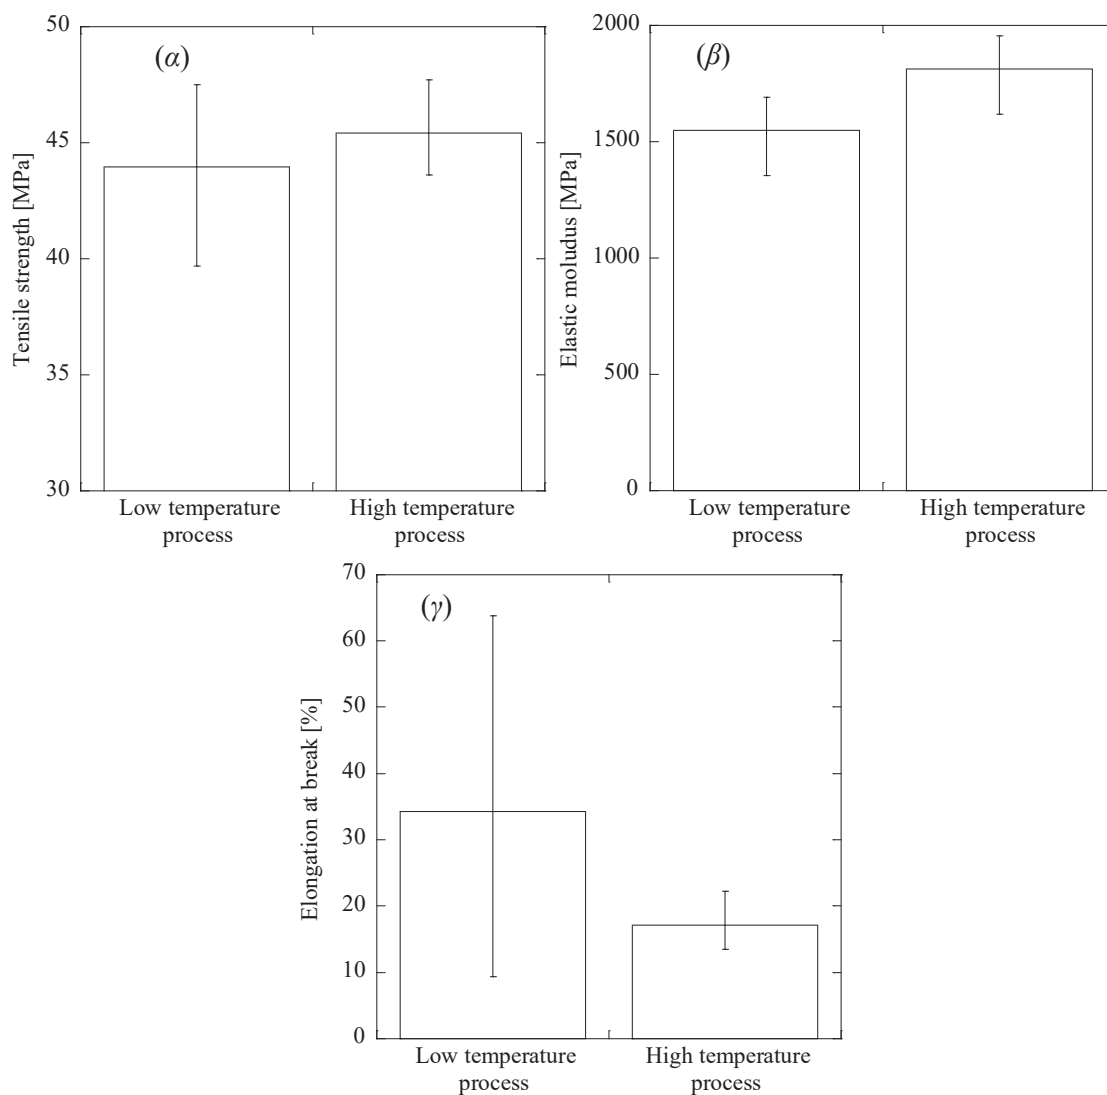 (α)
Tensile strength [MPa]
50
45
40
35
30
Low temperature
process
High temperature
process
(β)
Elastic moludus [MPa]
2000
1500
1000
500
0
Low temperature
process
High temperature
process
(γ)
Elongation at break [%]
70
60
50
40
30
20
10
0
Low temperature
process
High temperature
process